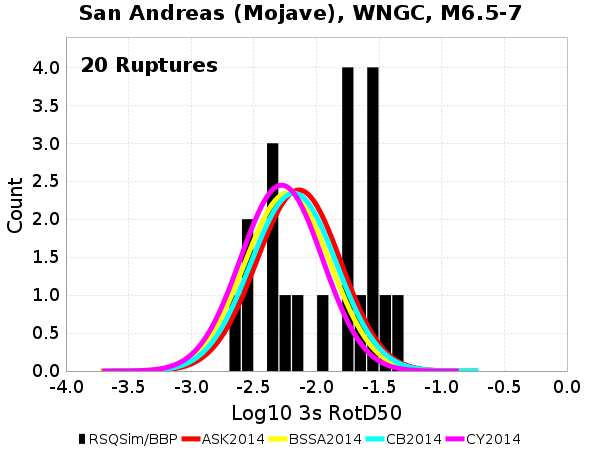 San Andreas (Mojave), WNGC, M6.5-7
20 Ruptures
4.0
3.5
3.0
2.5
2.0
1.5
1.0
0.5
0.0
Count
-4.0 -3.5 -3.0 -2.5 -2.0 -1.5 -1.0 -0.5 0.0
Log10 3s RotD50
RSQSim/BBP ASK2014 BSSA2014 CB2014 CY2014